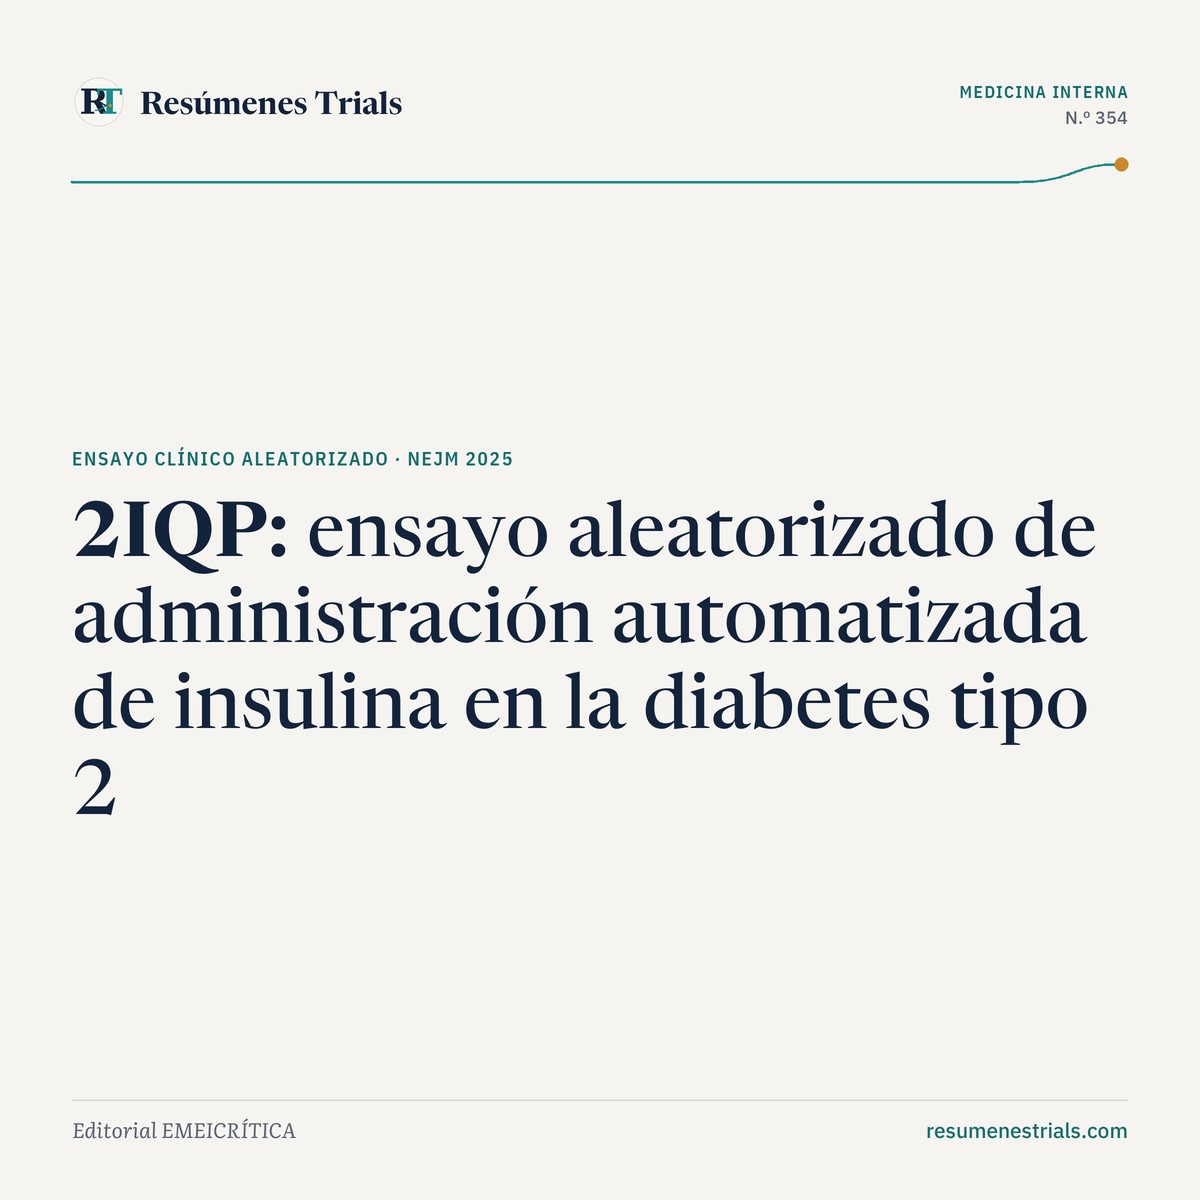 RT Resúmenes Trials
MEDICINA INTERNA
N.º 354
ENSAYO CLÍNICO ALEATORIZADO · NEJM 2025
2IQP: ensayo aleatorizado de
administración automatizada
de insulina en la diabetes tipo
2
Editorial EMEICRÍTICA
resumenestrials.com